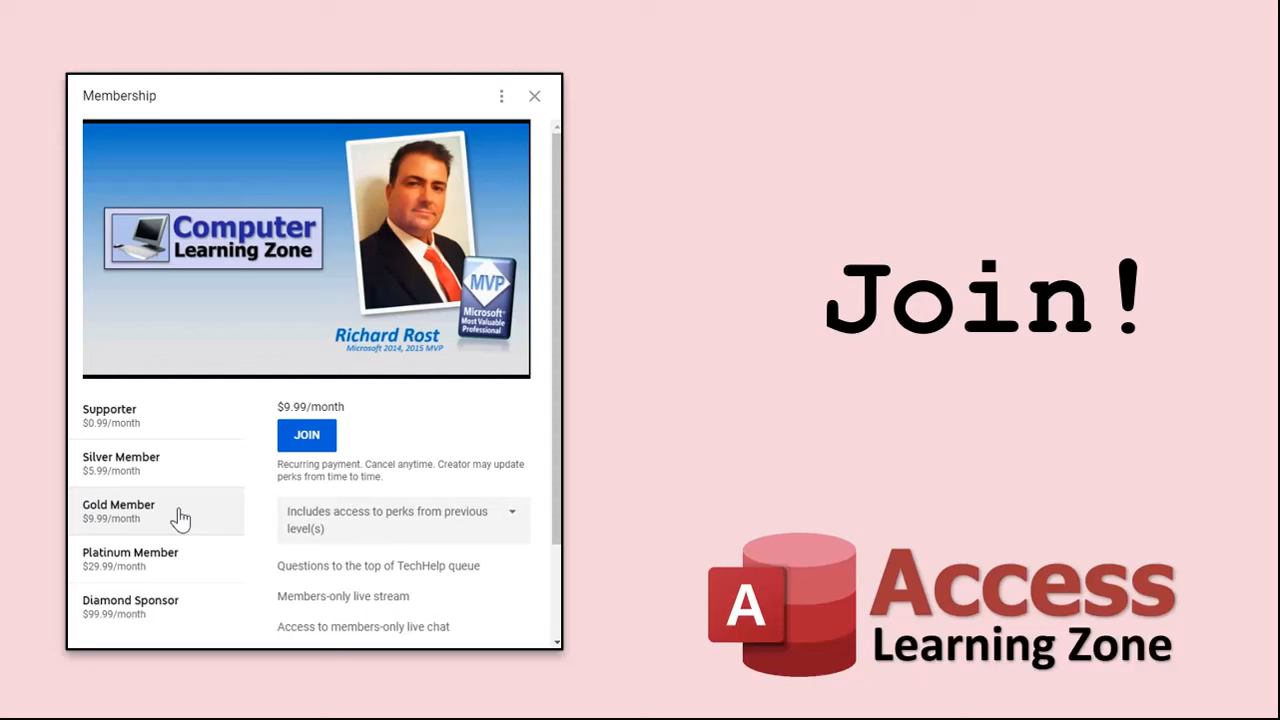 Membership
Computer
Learning Zone
MVP
Microsoft®
Most Valuable
Professional
Richard Rost
Microsoft 2014, 2015 MVP
Supporter
$0.99/month
Silver Member
$5.99/month
Gold Member
$9.99/month
Platinum Member
$29.99/month
Diamond Sponsor
$99.99/month
$9.99/month
JOIN
Recurring payment. Cancel anytime. Creator may update
perks from time to time.
Includes access to perks from previous
level(s)
Questions to the top of TechHelp queue
Members-only live stream
Access to members-only live chat
Join!
A
Access
Learning Zone